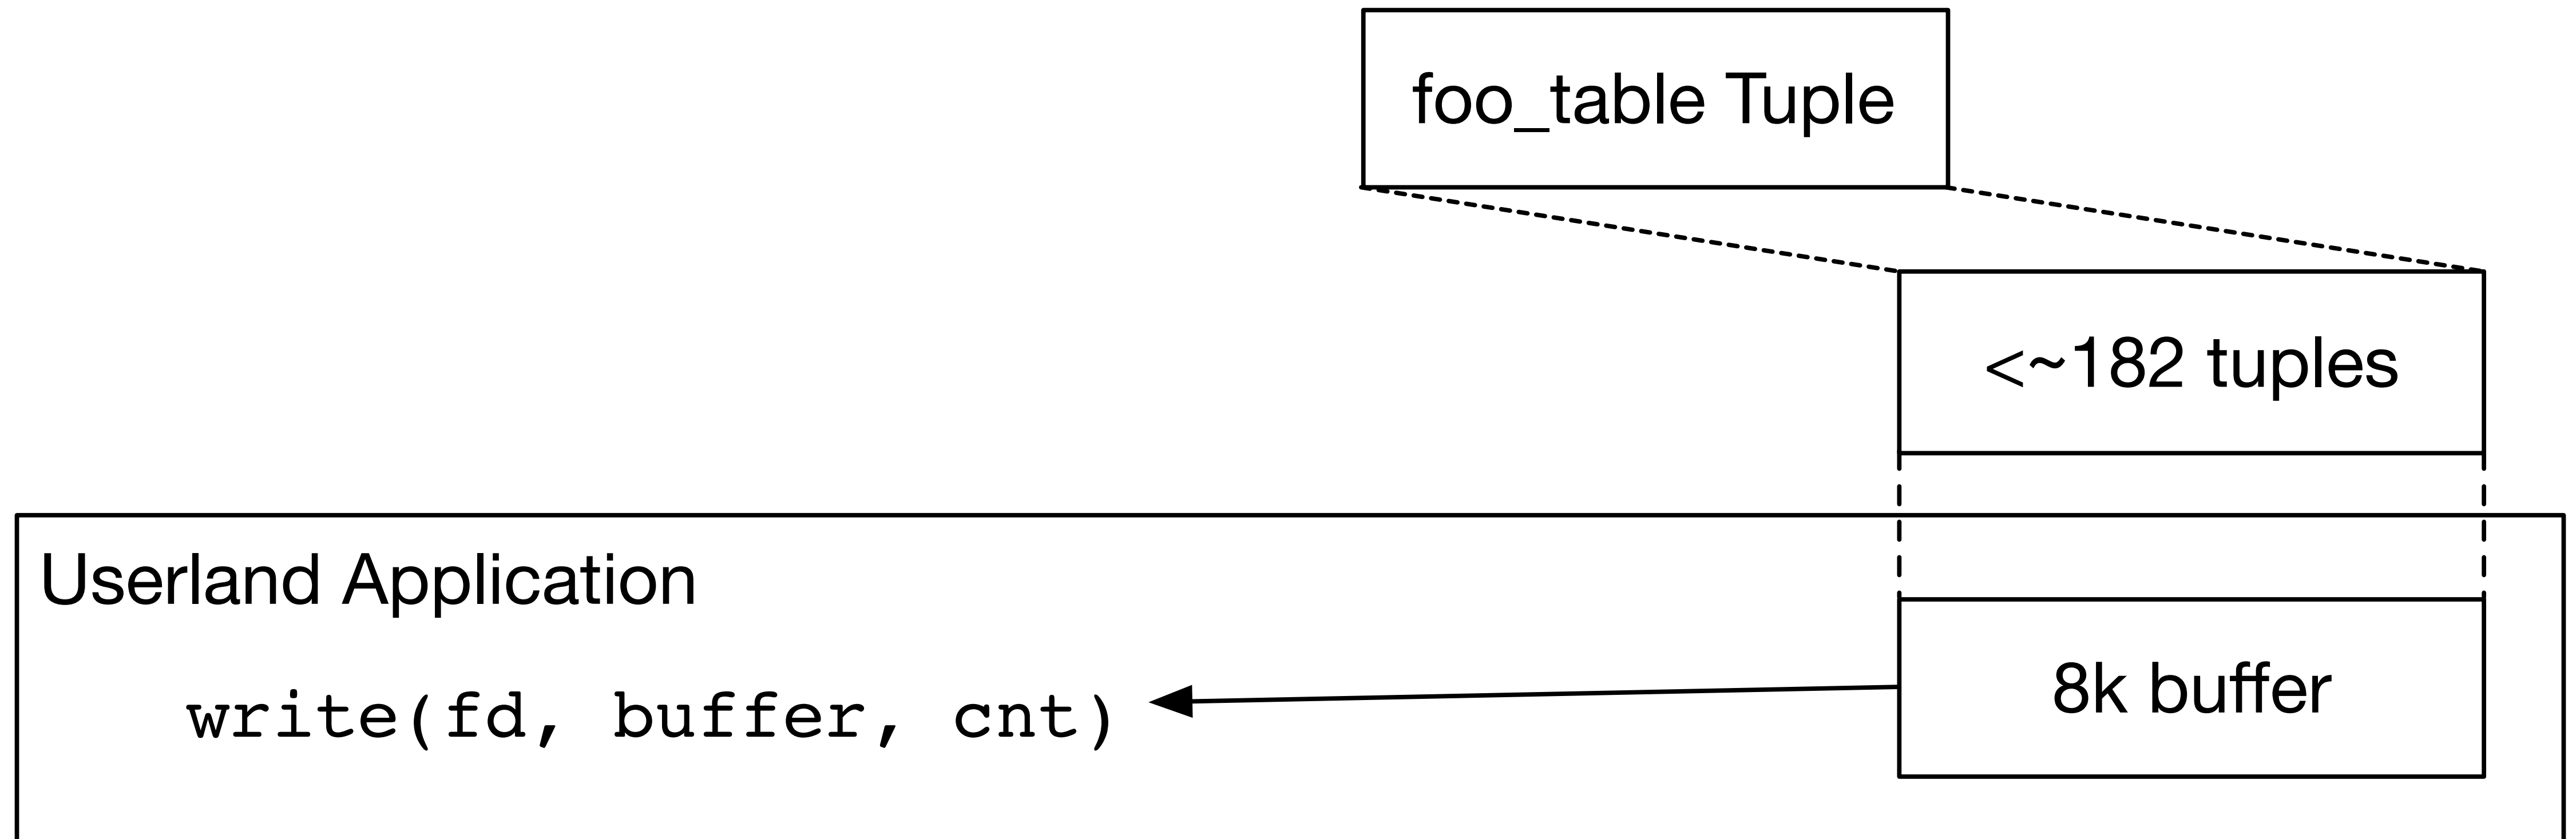 foo_table Tuple
<~182 tuples
Userland Application
write(fd, buffer, cnt)
8k buffer